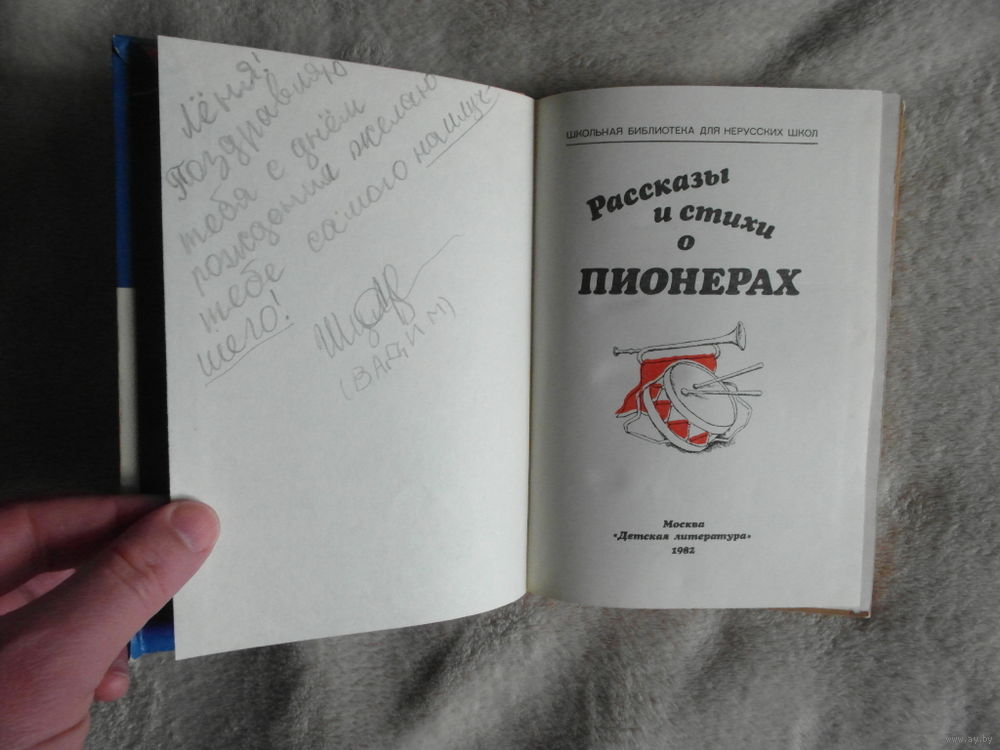 Лёня!
Поздравляю
тебя с днём
рождения желаю
тебе самого наилуч-
шего!
(ВАДИМ)
ШКОЛЬНАЯ БИБЛИОТЕКА ДЛЯ НЕРУССКИХ ШКОЛ
Рассказы
и стихи
о
ПИОНЕРАХ
Москва
«Детская литература»
1982
www.ay.by